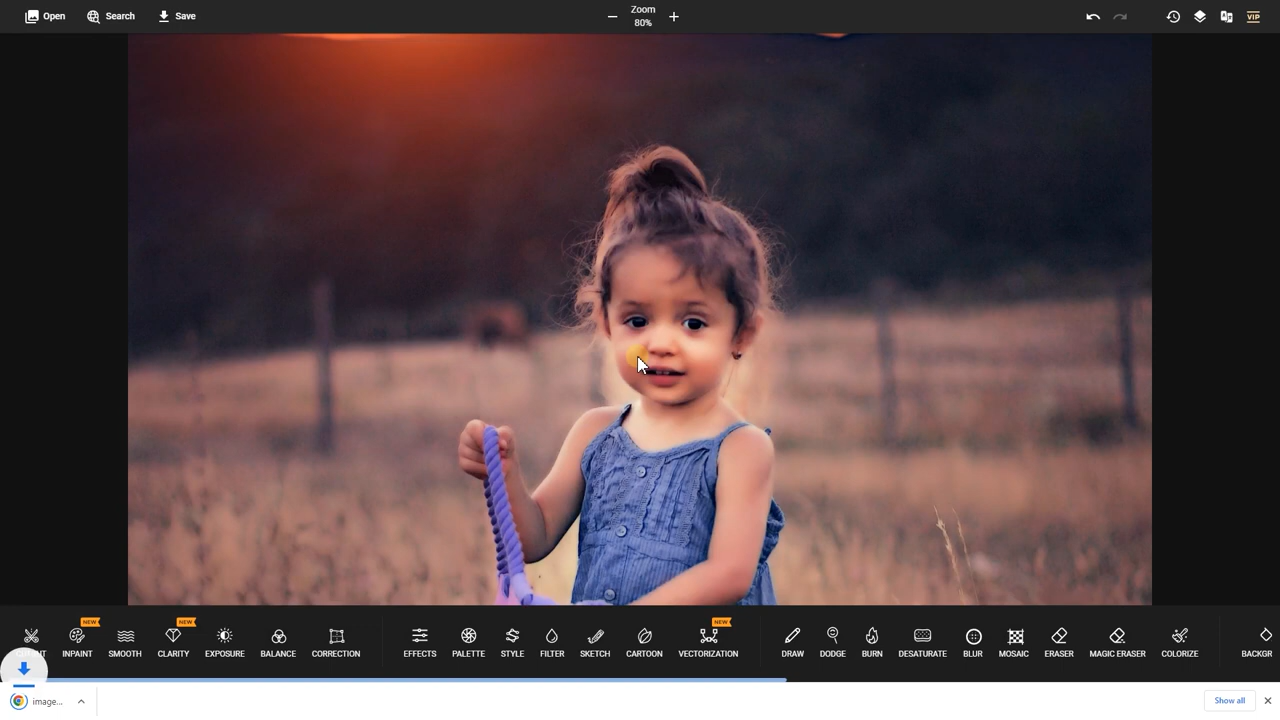 Open
Search
Save
Zoom
80%
VIP
NEW
NEW
NEW
INPAINT
SMOOTH
CLARITY
EXPOSURE
BALANCE
CORRECTION
EFFECTS
PALETTE
STYLE
FILTER
SKETCH
CARTOON
VECTORIZATION
DRAW
DODGE
BURN
DESATURATE
BLUR
MOSAIC
ERASER
MAGIC ERASER
COLORIZE
BACKGR
image...
Show all